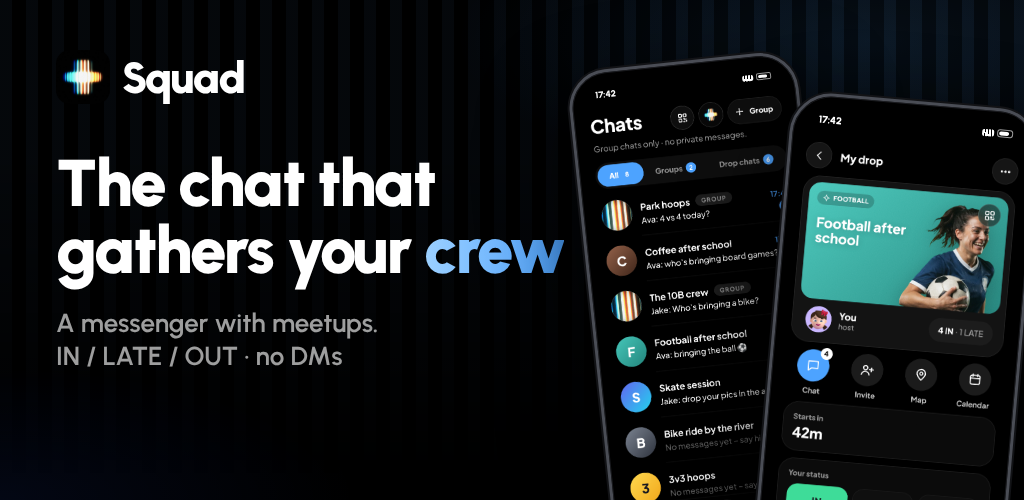 Squad
The chat that
gathers your crew
A messenger with meetups.
IN / LATE / OUT · no DMs
17:42
Chats
+ Group
Group chats only · no private messages.
All 8
Groups 2
Drop chats 6
Park hoops GROUP
Ava: 4 vs 4 today?
C
Coffee after school
Ava: who's bringing board games?
The 10B crew GROUP
Jake: Who's bringing a bike?
F
Football after school
Ava: bringing the ball ⚽
S
Skate session
Jake: drop your pics in the a
B
Bike ride by the river
No messages yet – say hi
3
3v3 hoops
No messages yet – say
17:42
My drop
FOOTBALL
Football after
school
You
host
4 IN · 1 LATE
4
Chat
Invite
Map
Calendar
Starts in
42m
Your status
IN